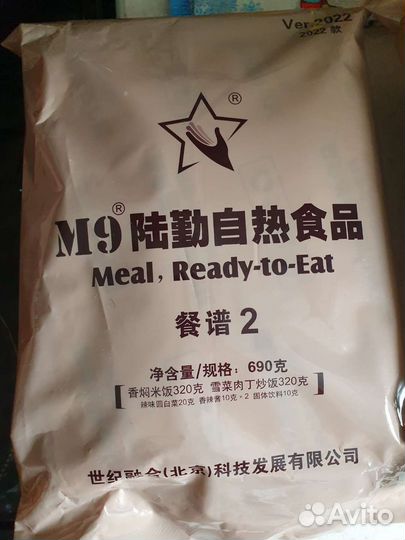 Ver.2022
2022 款
®
M9® 陆勤自热食品
Meal, Ready-to-Eat
餐谱 2
净含量/规格: 690克
[香焖米饭320克 雪菜肉丁炒饭320克
辣味圆白菜20克 香辣酱10克×2 固体饮料10克]
世纪融合(北京)科技发展有限公司
Avito